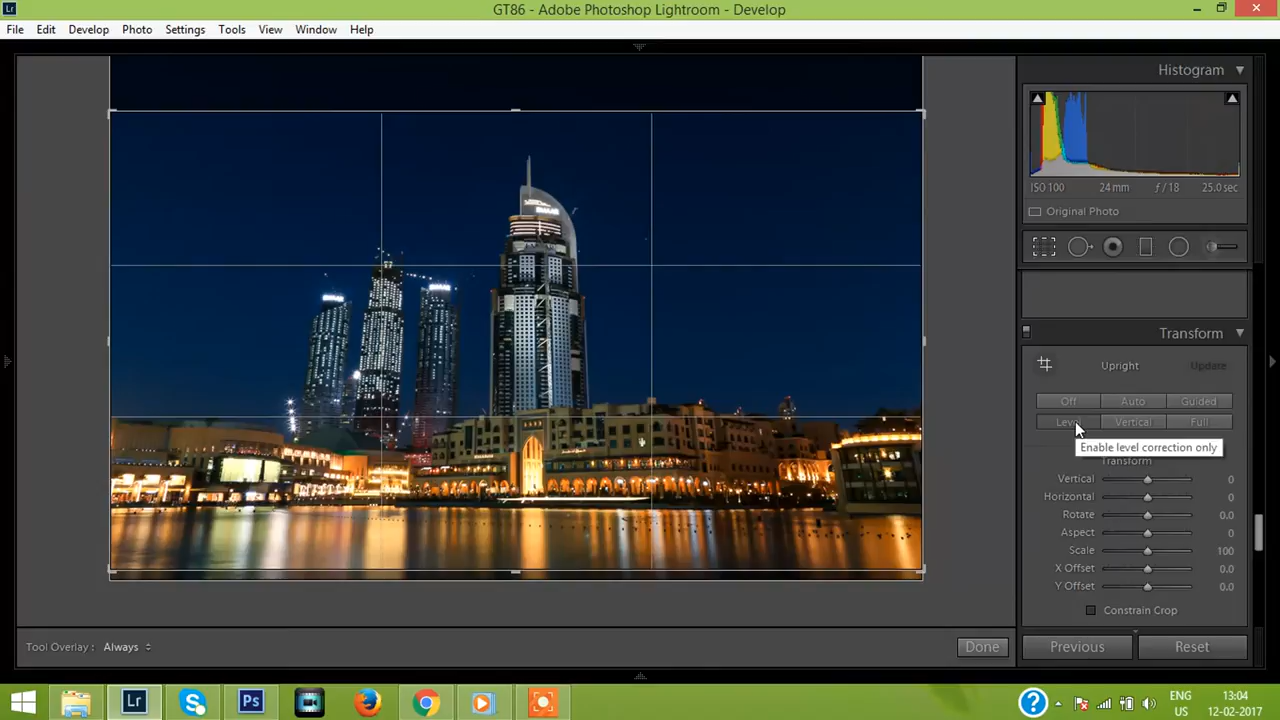 Lr GT86 - Adobe Photoshop Lightroom - Develop
File Edit Develop Photo Settings Tools View Window Help
Histogram
ISO 100 24 mm ƒ / 18 25.0 sec
Original Photo
Transform
Upright Update
Off Auto Guided
Level Vertical Full
Enable level correction only
Transform
Vertical 0
Horizontal 0
Rotate 0.0
Aspect 0
Scale 100
X Offset 0.0
Y Offset 0.0
Constrain Crop
Tool Overlay : Always Done Previous Reset
Lr Ps ? ENG 13:04
US 12-02-2017